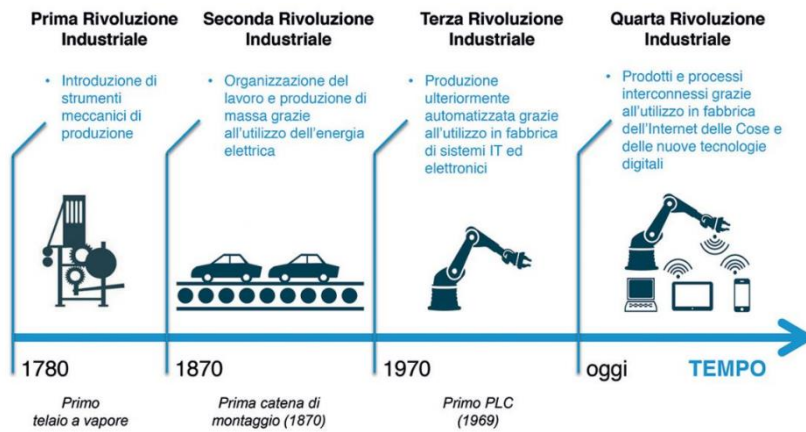 Prima Rivoluzione
Industriale
• Introduzione di
strumenti
meccanici di
produzione
Seconda Rivoluzione
Industriale
• Organizzazione del
lavoro e produzione di
massa grazie
all'utilizzo dell'energia
elettrica
Terza Rivoluzione
Industriale
• Produzione
ulteriormente
automatizzata grazie
all'utilizzo in fabbrica
di sistemi IT ed
elettronici
Quarta Rivoluzione
Industriale
• Prodotti e processi
interconnessi grazie
all'utilizzo in fabbrica
dell'Internet delle Cose e
delle nuove tecnologie
digitali
1780
1870
1970
oggi
TEMPO
Primo
telaio a vapore
Prima catena di
montaggio (1870)
Primo PLC
(1969)